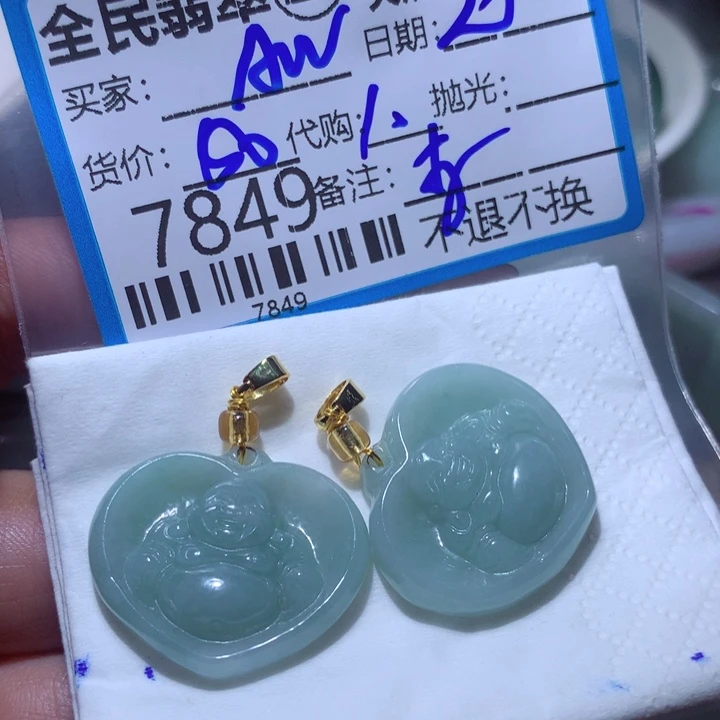 全民翡翠
买家： AW 日期：
货价： 代购： 抛光：
7849 备注：
不退不换
7849